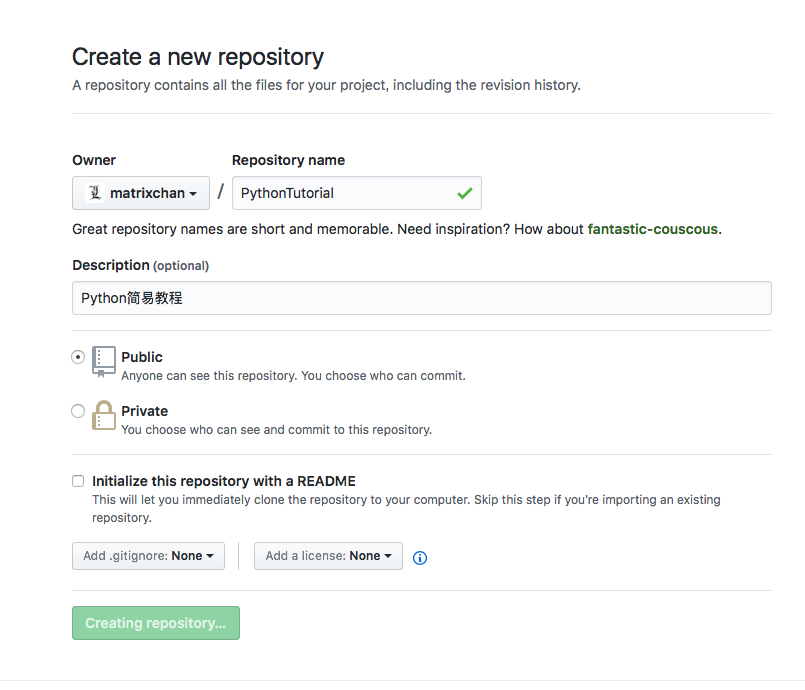 Create a new repository
A repository contains all the files for your project, including the revision history.
Owner
Repository name
matrixchan
/
PythonTutorial
Great repository names are short and memorable. Need inspiration? How about fantastic-couscous.
Description (optional)
Python简易教程
Public
Anyone can see this repository. You choose who can commit.
Private
You choose who can see and commit to this repository.
Initialize this repository with a README
This will let you immediately clone the repository to your computer. Skip this step if you're importing an existing
repository.
Add .gitignore: None
Add a license: None
Creating repository...